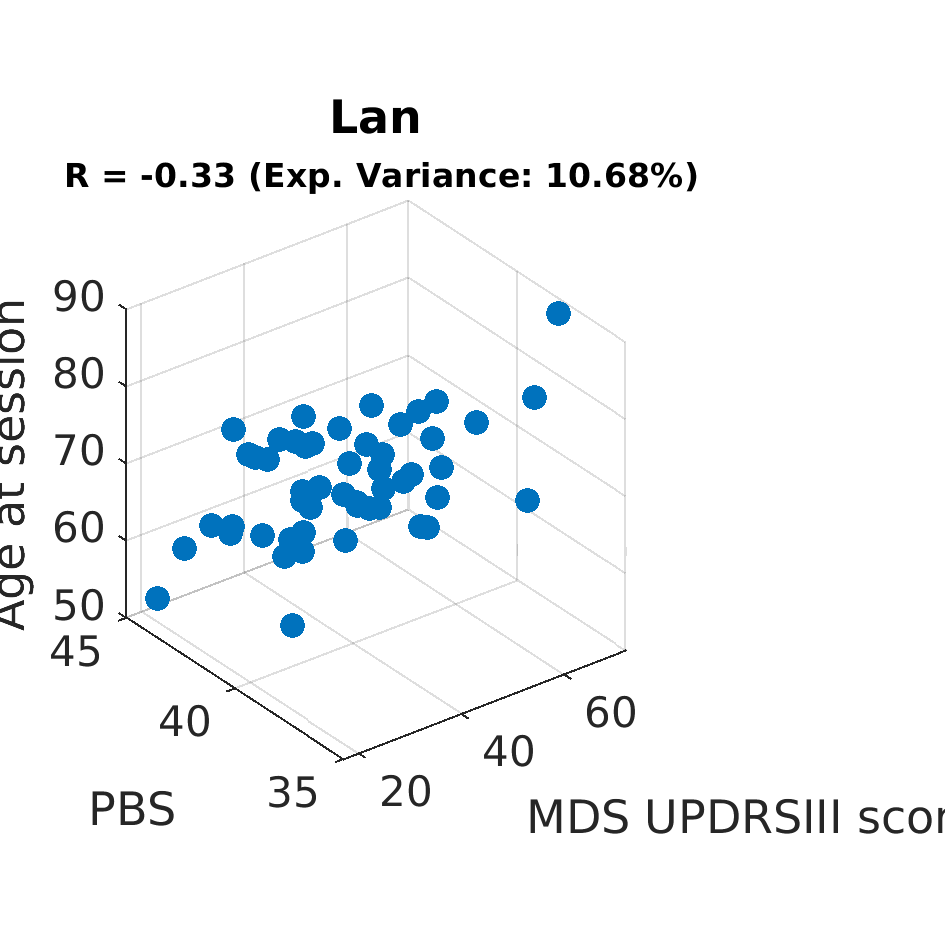 Lan
R = -0.33 (Exp. Variance: 10.68%)
Age at session
90
80
70
60
50
45
40
35
PBS
20
40
60
MDS UPDRSIII scor